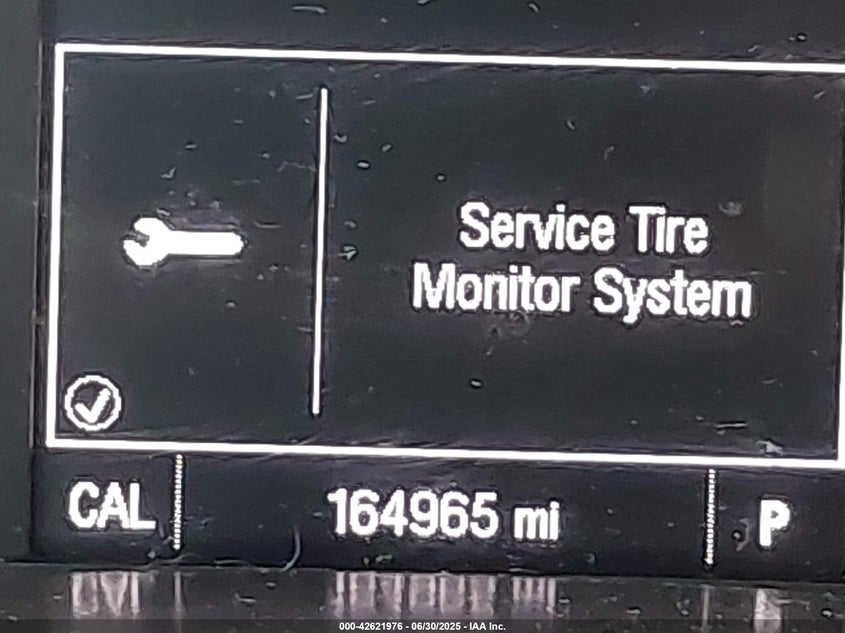 Service Tire
Monitor System
CAL 164965 mi P
000-42621976 - 06/30/2025 - IAA Inc.